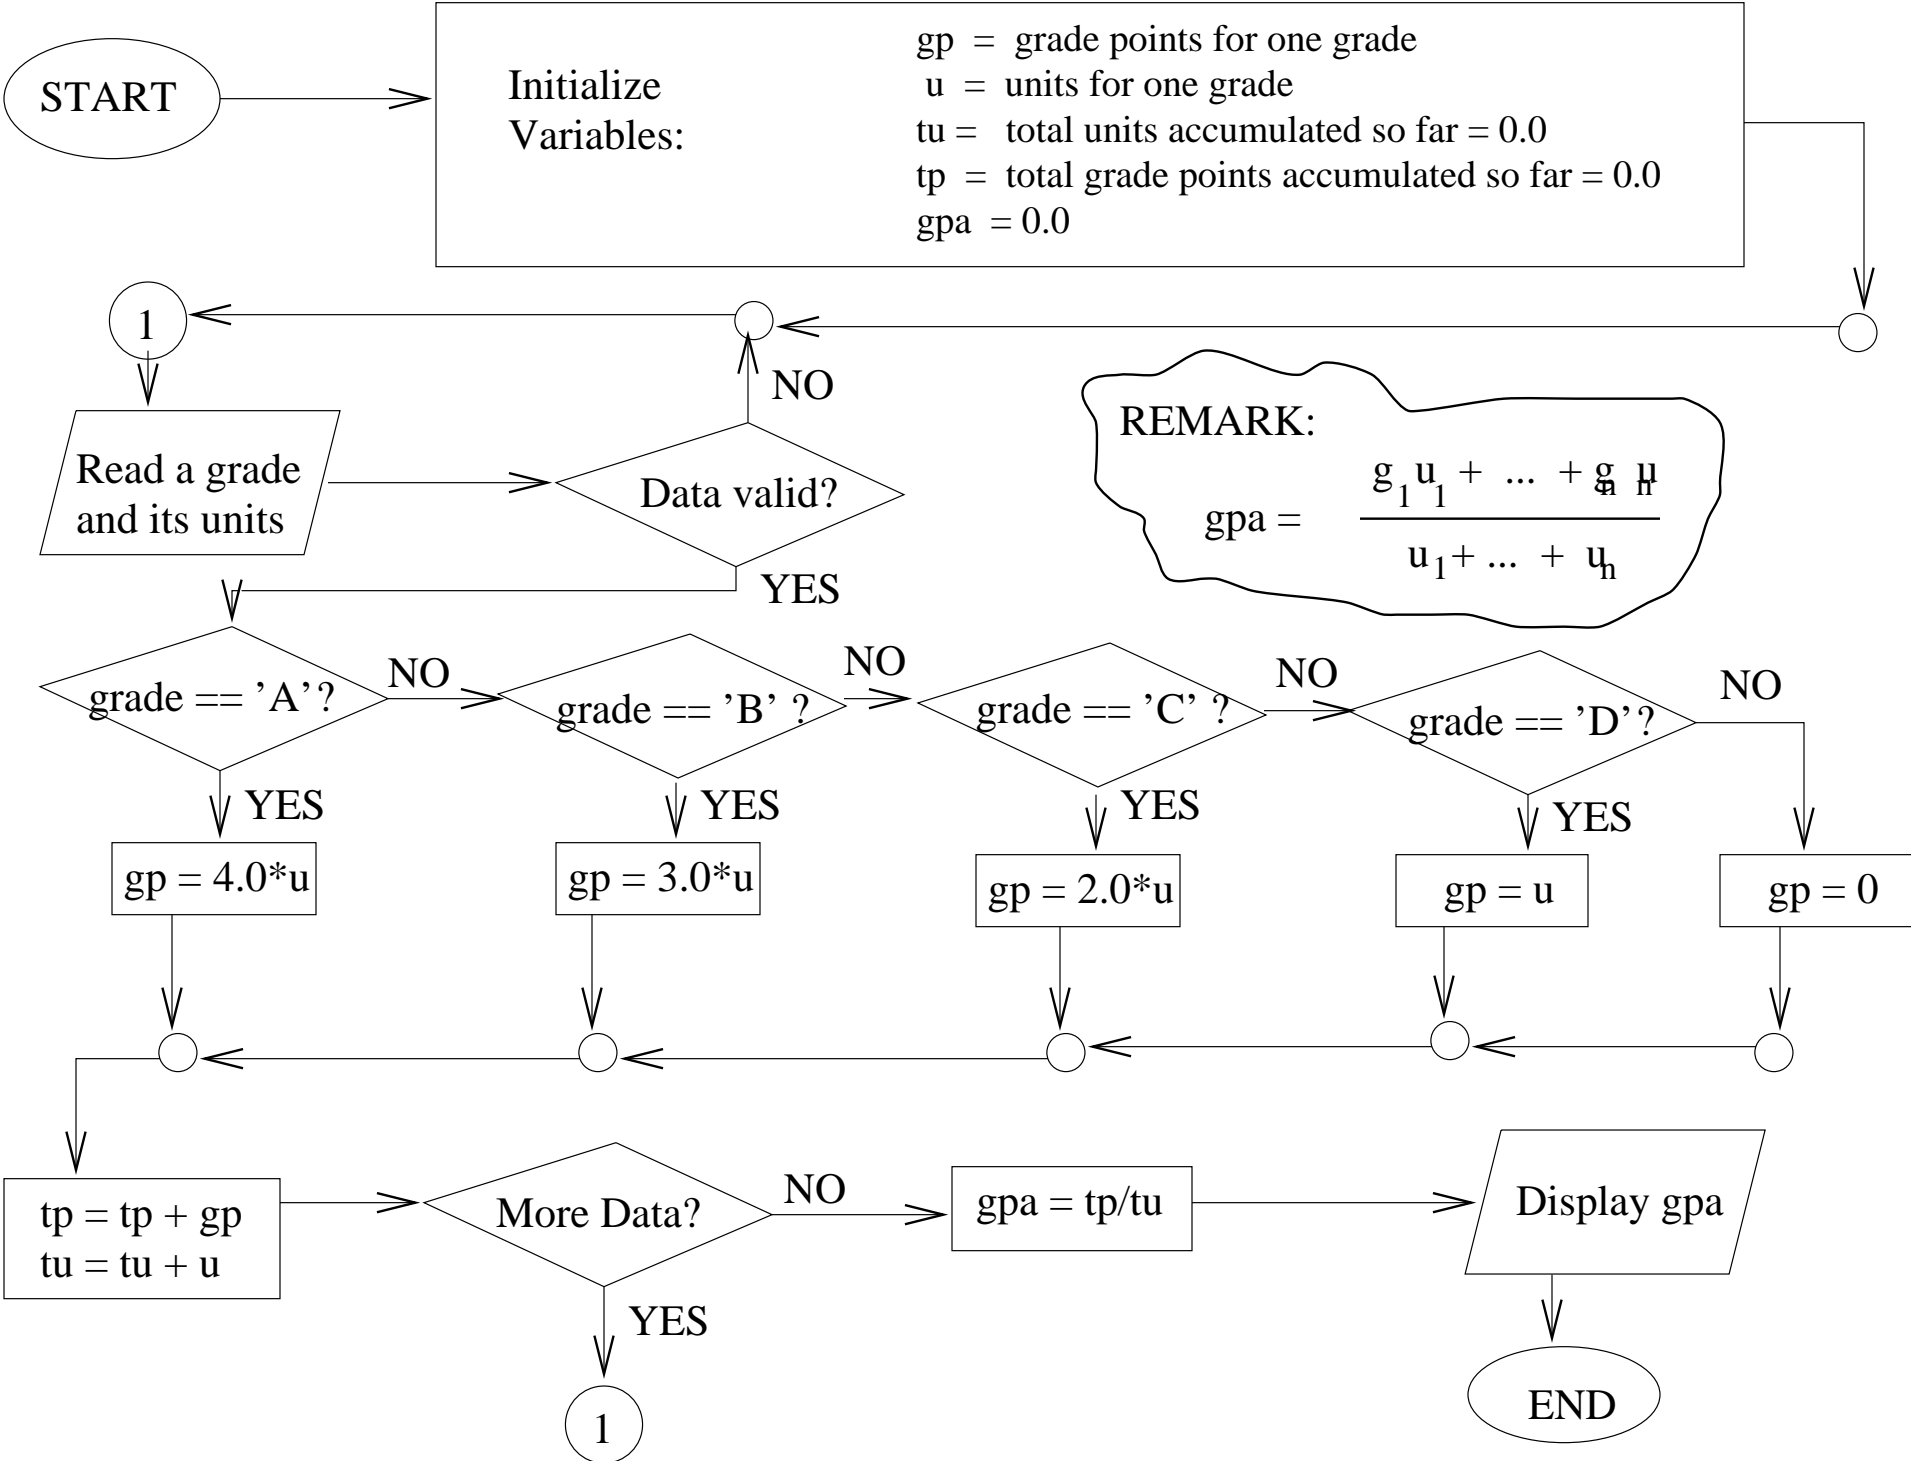 START
Initialize
Variables:
gp = grade points for one grade
u = units for one grade
tu = total units accumulated so far = 0.0
tp = total grade points accumulated so far = 0.0
gpa = 0.0
1
NO
REMARK:
gpa =
g1 u1 + ... + gn un
u1 + ... + un
Read a grade
and its units
Data valid?
YES
grade == 'A' ?
NO
grade == 'B' ?
NO
grade == 'C' ?
NO
grade == 'D' ?
NO
YES
YES
YES
YES
gp = 4.0*u
gp = 3.0*u
gp = 2.0*u
gp = u
gp = 0
tp = tp + gp
tu = tu + u
More Data?
NO
gpa = tp/tu
Display gpa
YES
1
END